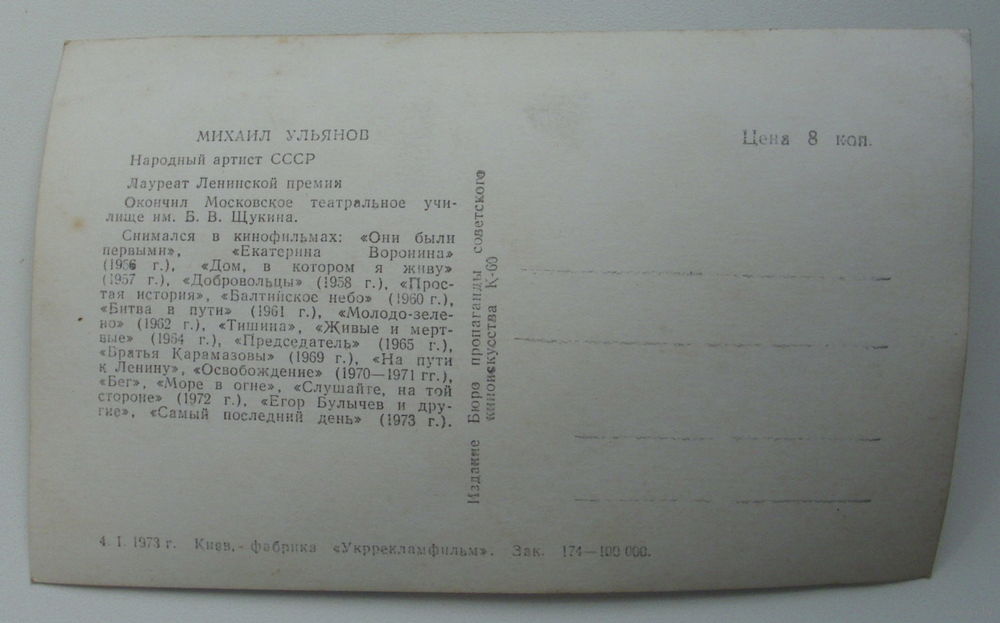 МИХАИЛ УЛЬЯНОВ
Народный артист СССР
Лауреат Ленинской премия
Окончил Московское театральное учи-
лище им. Б. В. Щукина.
Снимался в кинофильмах: «Они были
первыми», «Екатерина Воронина»
(1956 г.), «Дом, в котором я живу»
(1957 г.), «Добровольцы» (1958 г.), «Прос-
тая история», «Балтийское небо» (1960 г.),
«Битва в пути» (1961 г.), «Молодо-зеле-
но» (1962 г.), «Тишина», «Живые и мерт-
вые» (1964 г.), «Председатель» (1965 г.),
«Братья Карамазовы» (1969 г.), «На пути
к Ленину», «Освобождение» (1970—1971 гг.),
«Бег», «Море в огне», «Слушайте, на той
стороне» (1972 г.), «Егор Булычев и дру-
гие», «Самый последний день» (1973 г.).
4. I. 1973 г. Киев, фабрика «Укррекламфильм». Зак. 174—100 000.
Издание Бюро пропаганды советского
киноискусства К-60
Цена 8 коп.